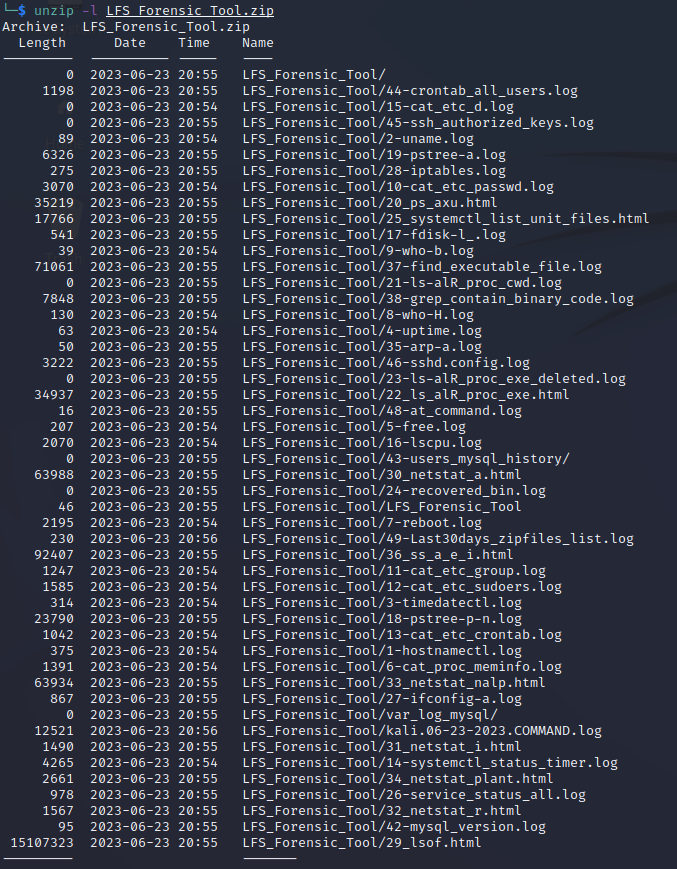 └─$ unzip -l LFS_Forensic_Tool.zip
Archive:  LFS_Forensic_Tool.zip
  Length      Date    Time    Name
---------  ---------- -----   ----
        0  2023-06-23 20:55   LFS_Forensic_Tool/
     1198  2023-06-23 20:55   LFS_Forensic_Tool/44-crontab_all_users.log
        0  2023-06-23 20:54   LFS_Forensic_Tool/15-cat_etc_d.log
        0  2023-06-23 20:55   LFS_Forensic_Tool/45-ssh_authorized_keys.log
       89  2023-06-23 20:54   LFS_Forensic_Tool/2-uname.log
     6326  2023-06-23 20:55   LFS_Forensic_Tool/19-pstree-a.log
      275  2023-06-23 20:55   LFS_Forensic_Tool/28-iptables.log
     3070  2023-06-23 20:54   LFS_Forensic_Tool/10-cat_etc_passwd.log
    35219  2023-06-23 20:55   LFS_Forensic_Tool/20_ps_axu.html
    17766  2023-06-23 20:55   LFS_Forensic_Tool/25_systemctl_list_unit_files.html
      541  2023-06-23 20:55   LFS_Forensic_Tool/17-fdisk-l_.log
       39  2023-06-23 20:54   LFS_Forensic_Tool/9-who-b.log
    71061  2023-06-23 20:55   LFS_Forensic_Tool/37-find_executable_file.log
        0  2023-06-23 20:55   LFS_Forensic_Tool/21-ls-alR_proc_cwd.log
     7848  2023-06-23 20:55   LFS_Forensic_Tool/38-grep_contain_binary_code.log
      130  2023-06-23 20:54   LFS_Forensic_Tool/8-who-H.log
       63  2023-06-23 20:54   LFS_Forensic_Tool/4-uptime.log
       50  2023-06-23 20:55   LFS_Forensic_Tool/35-arp-a.log
     3222  2023-06-23 20:55   LFS_Forensic_Tool/46-sshd.config.log
        0  2023-06-23 20:55   LFS_Forensic_Tool/23-ls-alR_proc_exe_deleted.log
    34937  2023-06-23 20:55   LFS_Forensic_Tool/22_ls_alR_proc_exe.html
       16  2023-06-23 20:55   LFS_Forensic_Tool/48-at_command.log
      207  2023-06-23 20:54   LFS_Forensic_Tool/5-free.log
     2070  2023-06-23 20:54   LFS_Forensic_Tool/16-lscpu.log
        0  2023-06-23 20:55   LFS_Forensic_Tool/43-users_mysql_history/
    63988  2023-06-23 20:55   LFS_Forensic_Tool/30_netstat_a.html
        0  2023-06-23 20:55   LFS_Forensic_Tool/24-recovered_bin.log
       46  2023-06-23 20:55   LFS_Forensic_Tool/LFS_Forensic_Tool
     2195  2023-06-23 20:54   LFS_Forensic_Tool/7-reboot.log
      230  2023-06-23 20:56   LFS_Forensic_Tool/49-Last30days_zipfiles_list.log
    92407  2023-06-23 20:55   LFS_Forensic_Tool/36_ss_a_e_i.html
     1247  2023-06-23 20:54   LFS_Forensic_Tool/11-cat_etc_group.log
     1585  2023-06-23 20:54   LFS_Forensic_Tool/12-cat_etc_sudoers.log
      314  2023-06-23 20:54   LFS_Forensic_Tool/3-timedatectl.log
    23790  2023-06-23 20:55   LFS_Forensic_Tool/18-pstree-p-n.log
     1042  2023-06-23 20:54   LFS_Forensic_Tool/13-cat_etc_crontab.log
      375  2023-06-23 20:54   LFS_Forensic_Tool/1-hostnamectl.log
     1391  2023-06-23 20:54   LFS_Forensic_Tool/6-cat_proc_meminfo.log
    63934  2023-06-23 20:55   LFS_Forensic_Tool/33_netstat_nalp.html
      867  2023-06-23 20:55   LFS_Forensic_Tool/27-ifconfig-a.log
        0  2023-06-23 20:55   LFS_Forensic_Tool/var_log_mysql/
    12521  2023-06-23 20:56   LFS_Forensic_Tool/kali.06-23-2023.COMMAND.log
     1490  2023-06-23 20:55   LFS_Forensic_Tool/31_netstat_i.html
     4265  2023-06-23 20:54   LFS_Forensic_Tool/14-systemctl_status_timer.log
     2661  2023-06-23 20:55   LFS_Forensic_Tool/34_netstat_plant.html
      978  2023-06-23 20:55   LFS_Forensic_Tool/26-service_status_all.log
     1567  2023-06-23 20:55   LFS_Forensic_Tool/32_netstat_r.html
       95  2023-06-23 20:55   LFS_Forensic_Tool/42-mysql_version.log
 15107323  2023-06-23 20:55   LFS_Forensic_Tool/29_lsof.html
---------                     -------